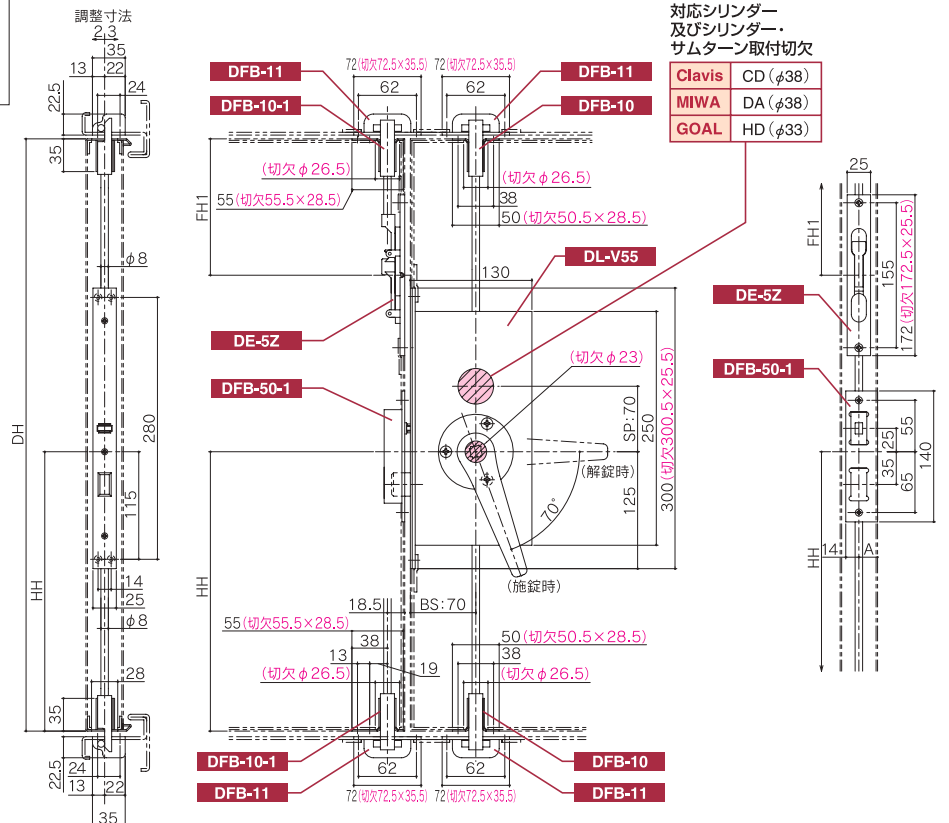 調整寸法
2.3
35
13
22
24
22.5
35
φ8
280
115
14
25
φ8
28
35
22.5
24
13
22
35
DH
HH
72(切欠72.5×35.5)
72(切欠72.5×35.5)
62
62
DFB-11
DFB-11
DFB-10-1
DFB-10
(切欠φ26.5)
(切欠φ26.5)
55(切欠55.5×28.5)
38
50(切欠50.5×28.5)
FH1
DL-V55
130
DE-5Z
(切欠φ23)
DFB-50-1
SP:70
250
300(切欠300.5×25.5)
125
(解錠時)
70°
(施錠時)
HH
18.5
BS:70
55(切欠55.5×28.5)
38
13
19
(切欠φ26.5)
50(切欠50.5×28.5)
38
(切欠φ26.5)
DFB-10-1
DFB-10
DFB-11
DFB-11
62
62
72(切欠72.5×35.5)
72(切欠72.5×35.5)
対応シリンダー
及びシリンダー・
サムターン取付切欠
Clavis CD(φ38)
MIWA DA(φ38)
GOAL HD(φ33)
25
FH1
155
172(切欠172.5×25.5)
DE-5Z
DFB-50-1
25
55
35
65
140
14
A
HH